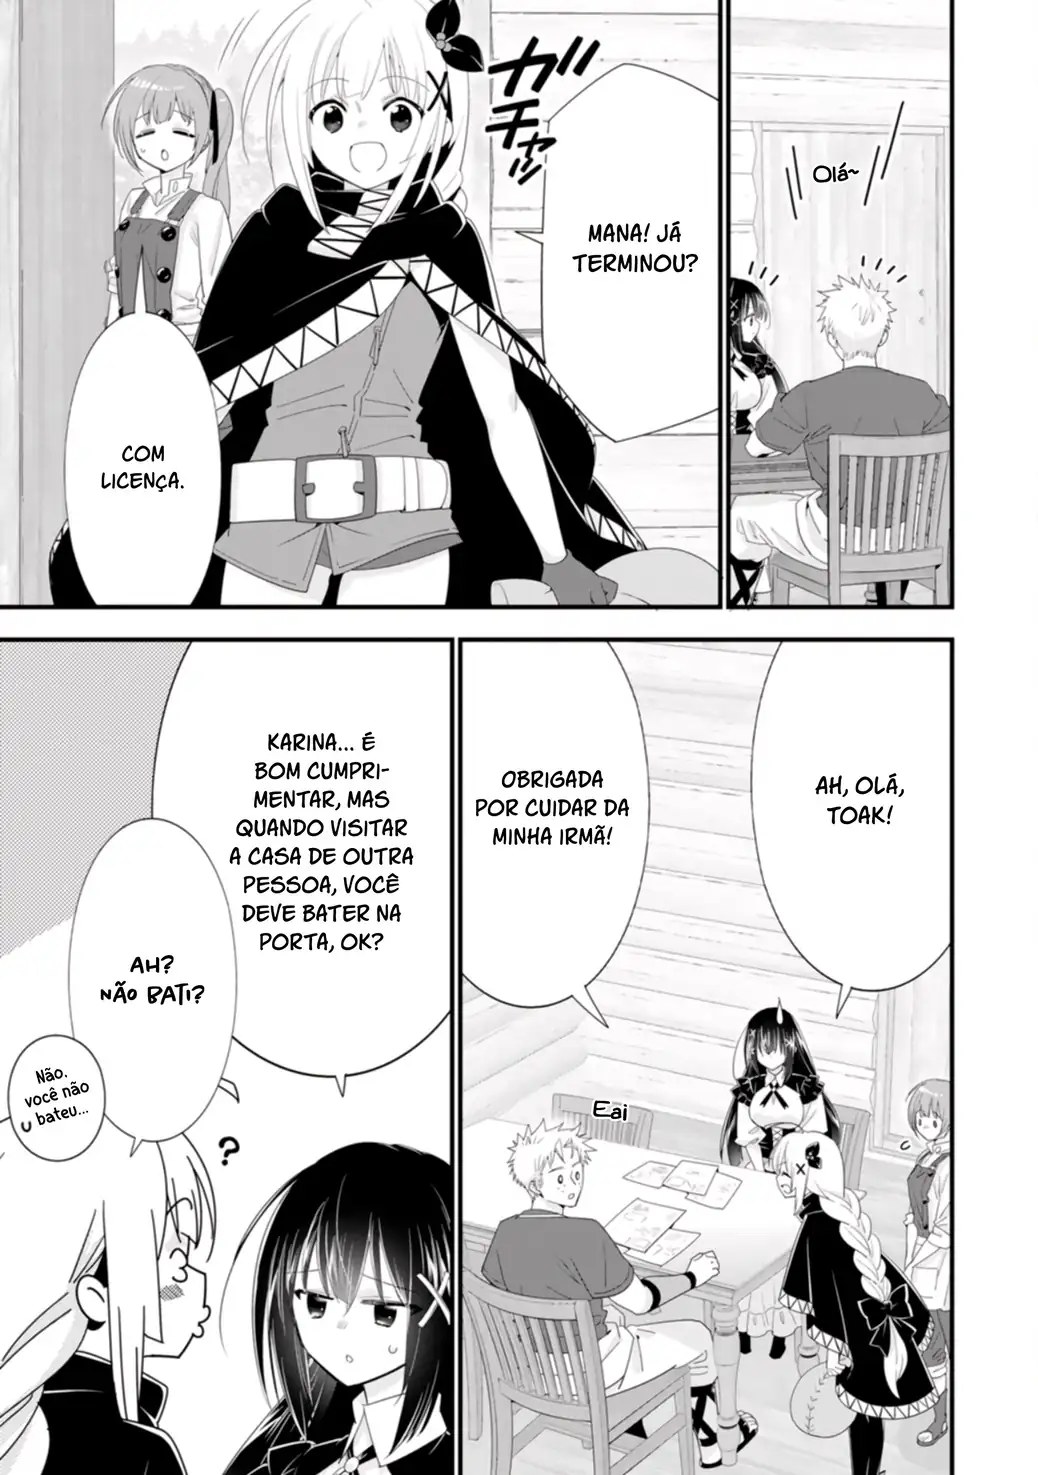 Olá~
ガチャッ
MANA! JÁ
TERMINOU?
COM
LICENÇA.
AH, OLÁ,
TOAK!
OBRIGADA
POR CUIDAR DA
MINHA IRMÃ!
Eai
KARINA... É
BOM CUMPRI-
MENTAR, MAS
QUANDO VISITAR
A CASA DE OUTRA
PESSOA, VOCÊ
DEVE BATER NA
PORTA, OK?
AH?
NÃO BATI?
Não.
você não
bateu...
?